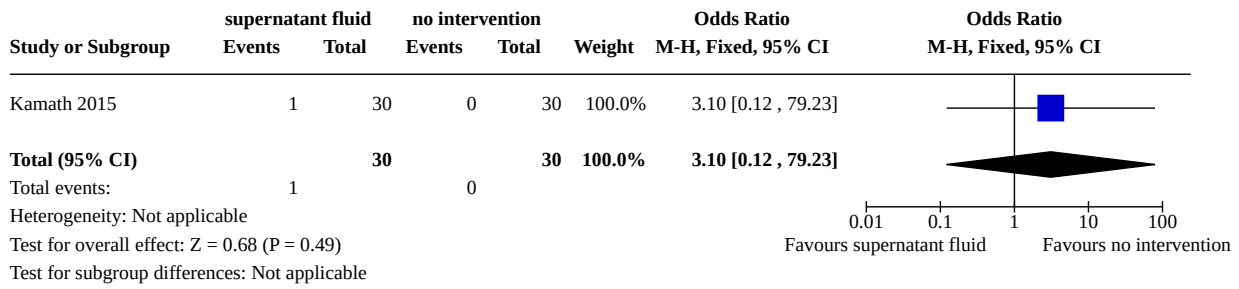 supernatant fluid no intervention Odds Ratio Odds Ratio
Study or Subgroup Events Total Events Total Weight M-H, Fixed, 95% CI M-H, Fixed, 95% CI
Kamath 2015 1 30 0 30 100.0% 3.10 [0.12 , 79.23]
Total (95% CI) 30 30 100.0% 3.10 [0.12 , 79.23]
Total events: 1 0
Heterogeneity: Not applicable
0.01 0.1 1 10 100
Test for overall effect: Z = 0.68 (P = 0.49) Favours supernatant fluid Favours no intervention
Test for subgroup differences: Not applicable